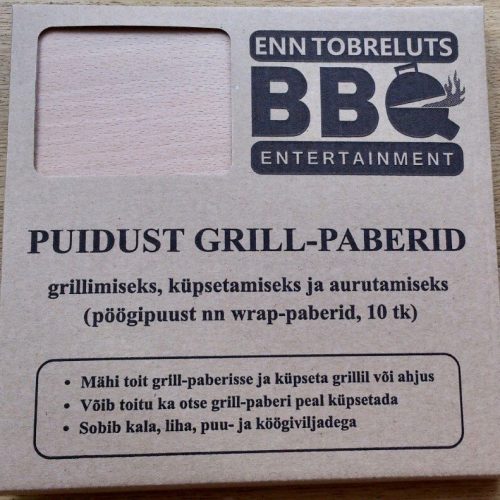 ENN TOBRELUTS
BBQ
ENTERTAINMENT
PUIDUST GRILL-PABERID
grillimiseks, küpsetamiseks ja aurutamiseks
(pöögipuust nn wrap-paberid, 10 tk)
• Mähi toit grill-paberisse ja küpseta grillil või ahjus
• Võib toitu ka otse grill-paberi peal küpsetada
• Sobib kala, liha, puu- ja köögiviljadega